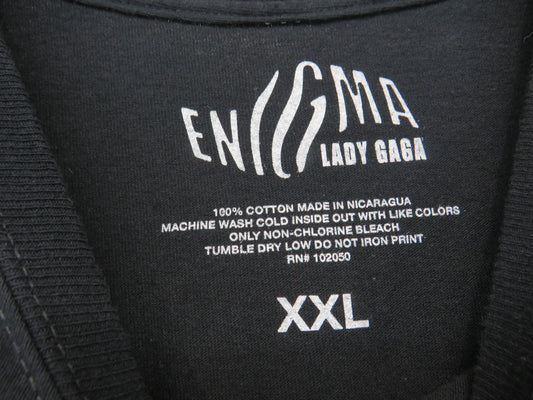 ENIGMA
LADY GAGA
100% COTTON MADE IN NICARAGUA
MACHINE WASH COLD INSIDE OUT WITH LIKE COLORS
ONLY NON-CHLORINE BLEACH
TUMBLE DRY LOW DO NOT IRON PRINT
RN# 102050
XXL